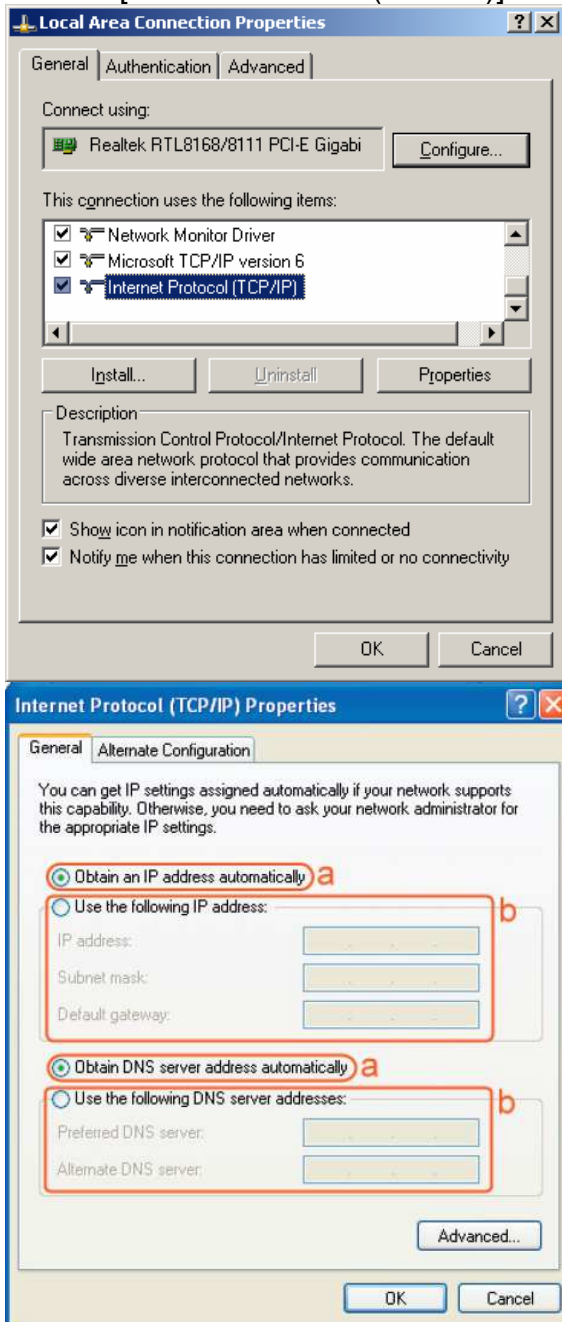 Local Area Connection Properties
General Authentication Advanced
Connect using:
Realtek RTL8168/8111 PCI-E Gigabi Configure...
This connection uses the following items:
Network Monitor Driver
Microsoft TCP/IP version 6
Internet Protocol (TCP/IP)
Install... Uninstall Properties
Description
Transmission Control Protocol/Internet Protocol. The default
wide area network protocol that provides communication
across diverse interconnected networks.
Show icon in notification area when connected
Notify me when this connection has limited or no connectivity
OK Cancel
Internet Protocol (TCP/IP) Properties
General Alternate Configuration
You can get IP settings assigned automatically if your network supports
this capability. Otherwise, you need to ask your network administrator for
the appropriate IP settings.
Obtain an IP address automatically a
Use the following IP address: b
IP address:
Subnet mask:
Default gateway:
Obtain DNS server address automatically a
Use the following DNS server addresses: b
Preferred DNS server:
Alternate DNS server:
Advanced...
OK Cancel